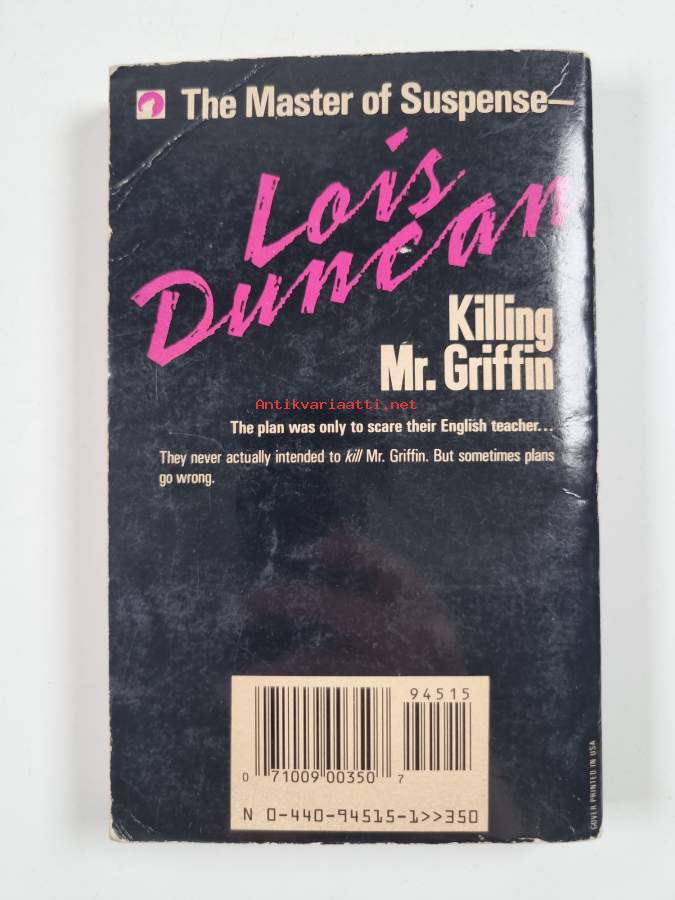 The Master of Suspense—
Lois
Duncan
Killing
Mr. Griffin
Antikvariaatti.net
The plan was only to scare their English teacher...
They never actually intended to kill Mr. Griffin. But sometimes plans
go wrong.
94515
0 71009 00350 7
N 0-440-94515-1>>350
COVER PRINTED IN USA